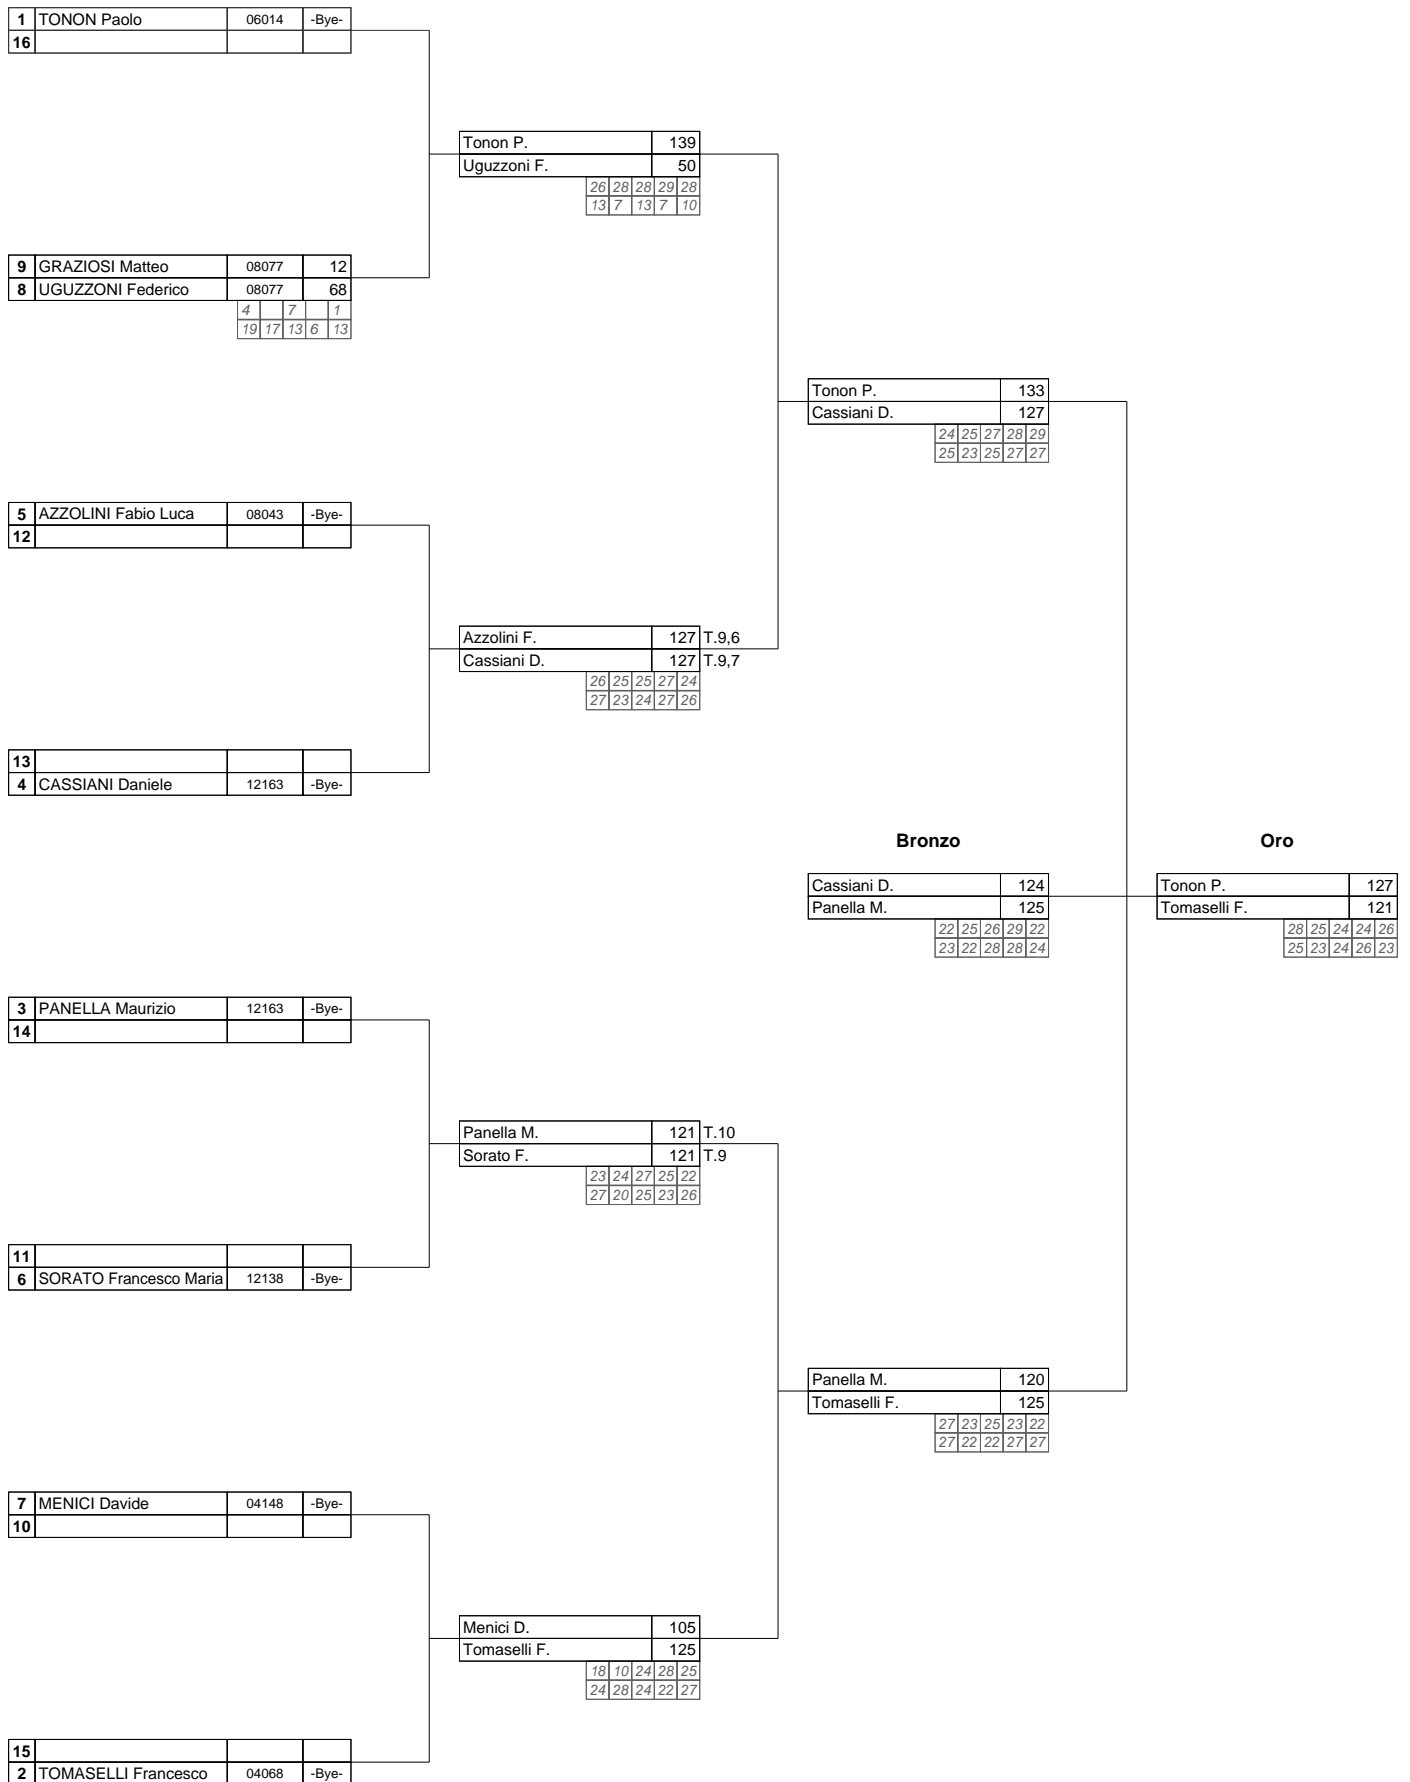 1 TONON Paolo 06014 -Bye-
16
Tonon P. 139
Uguzzoni F. 50
26 28 28 29 28
13 7 13 7 10
9 GRAZIOSI Matteo 08077 12
8 UGUZZONI Federico 08077 68
4 7 1
19 17 13 6 13
Tonon P. 133
Cassiani D. 127
24 25 27 28 29
25 23 25 27 27
5 AZZOLINI Fabio Luca 08043 -Bye-
12
Azzolini F. 127 T.9,6
Cassiani D. 127 T.9,7
26 25 25 27 24
27 23 24 27 26
13
4 CASSIANI Daniele 12163 -Bye-
Bronzo
Oro
Cassiani D. 124
Panella M. 125
22 25 26 29 22
23 22 28 28 24
Tonon P. 127
Tomaselli F. 121
28 25 24 24 26
25 23 24 26 23
3 PANELLA Maurizio 12163 -Bye-
14
Panella M. 121 T.10
Sorato F. 121 T.9
23 24 27 25 22
27 20 25 23 26
11
6 SORATO Francesco Maria 12138 -Bye-
Panella M. 120
Tomaselli F. 125
27 23 25 23 22
27 22 22 27 27
7 MENICI Davide 04148 -Bye-
10
Menici D. 105
Tomaselli F. 125
18 10 24 28 25
24 28 24 22 27
15
2 TOMASELLI Francesco 04068 -Bye-